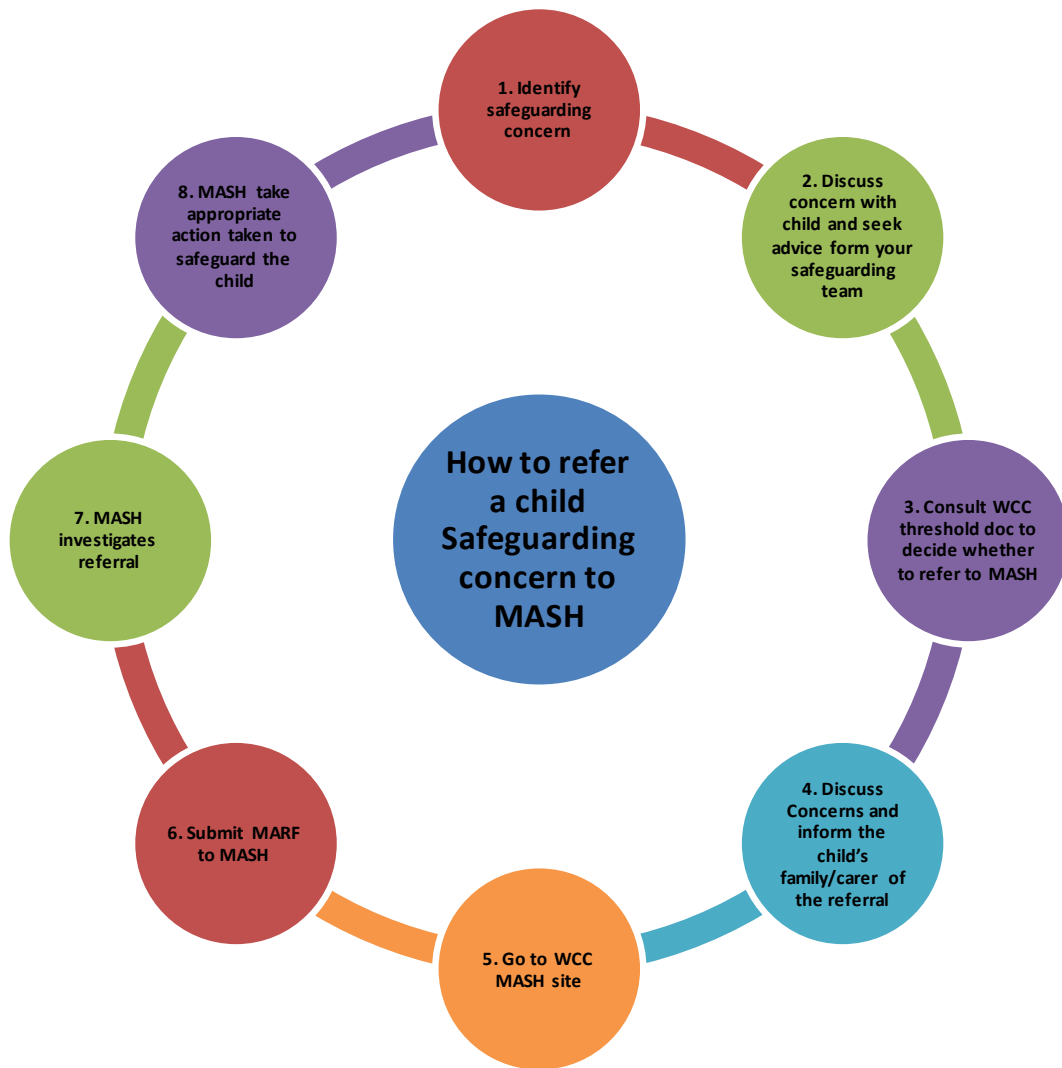 How to refer
a child
Safeguarding
concern to
MASH
1. Identify
safeguarding
concern
2. Discuss
concern with
child and seek
advice form your
safeguarding
team
3. Consult WCC
threshold doc to
decide whether
to refer to MASH
4. Discuss
Concerns and
inform the
child’s
family/carer of
the referral
5. Go to WCC
MASH site
6. Submit MARF
to MASH
7. MASH
investigates
referral
8. MASH take
appropriate
action taken to
safeguard the
child